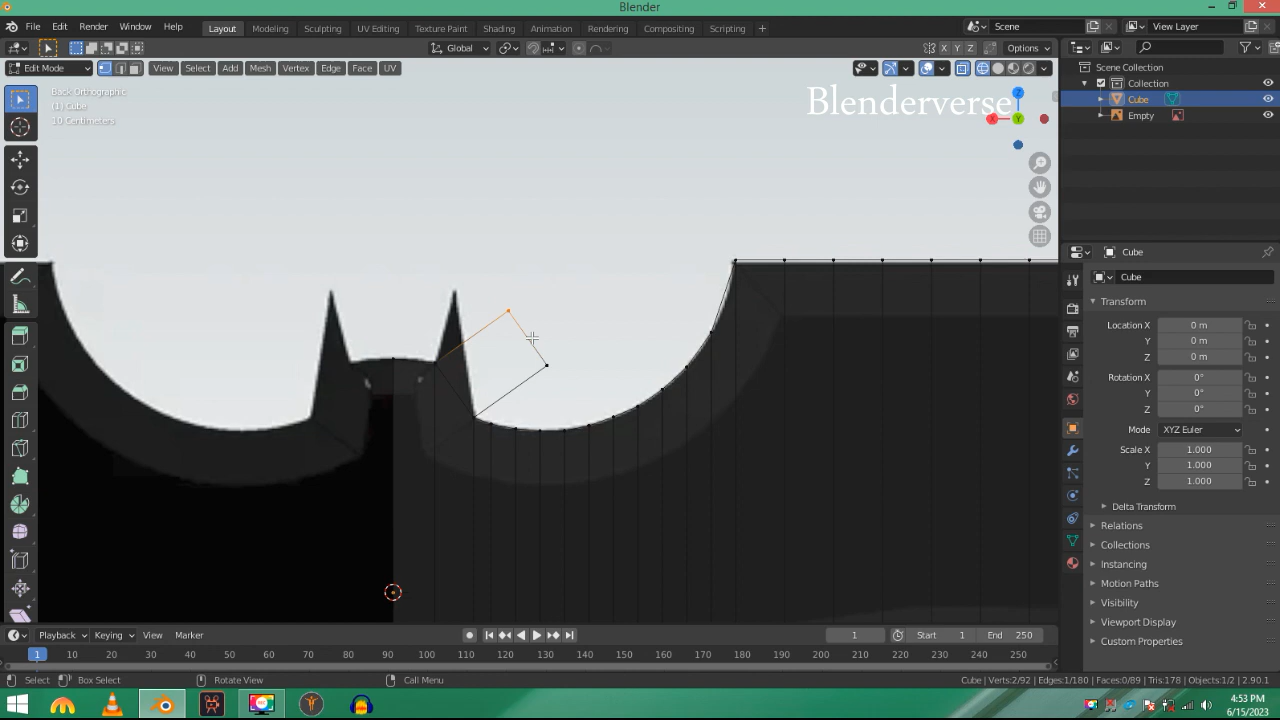 Blender
File Edit Render Window Help Layout Modeling Sculpting UV Editing Texture Paint Shading Animation Rendering Compositing Scripting + Scene View Layer
Global Options
Edit Mode View Select Add Mesh Vertex Edge Face UV X Y Z
Back Orthographic
(1) Cube
10 Centimeters
Blenderverse
Z
X
Y
Scene Collection
Collection
Cube
Empty
Cube
Cube
Transform
Location X 0 m
Y 0 m
Z 0 m
Rotation X 0°
Y 0°
Z 0°
Mode XYZ Euler
Scale X 1.000
Y 1.000
Z 1.000
Delta Transform
Relations
Collections
Instancing
Motion Paths
Visibility
Viewport Display
Custom Properties
Playback Keying View Marker 1 Start 1 End 250
1 10 20 30 40 50 60 70 80 90 100 110 120 130 140 150 160 170 180 190 200 210 220 230 240 250
Select Box Select Rotate View Call Menu Cube | Verts:2/92 | Edges:1/180 | Faces:0/89 | Tris:178 | Objects:1/2 | 2.90.1
4:53 PM
6/15/2023